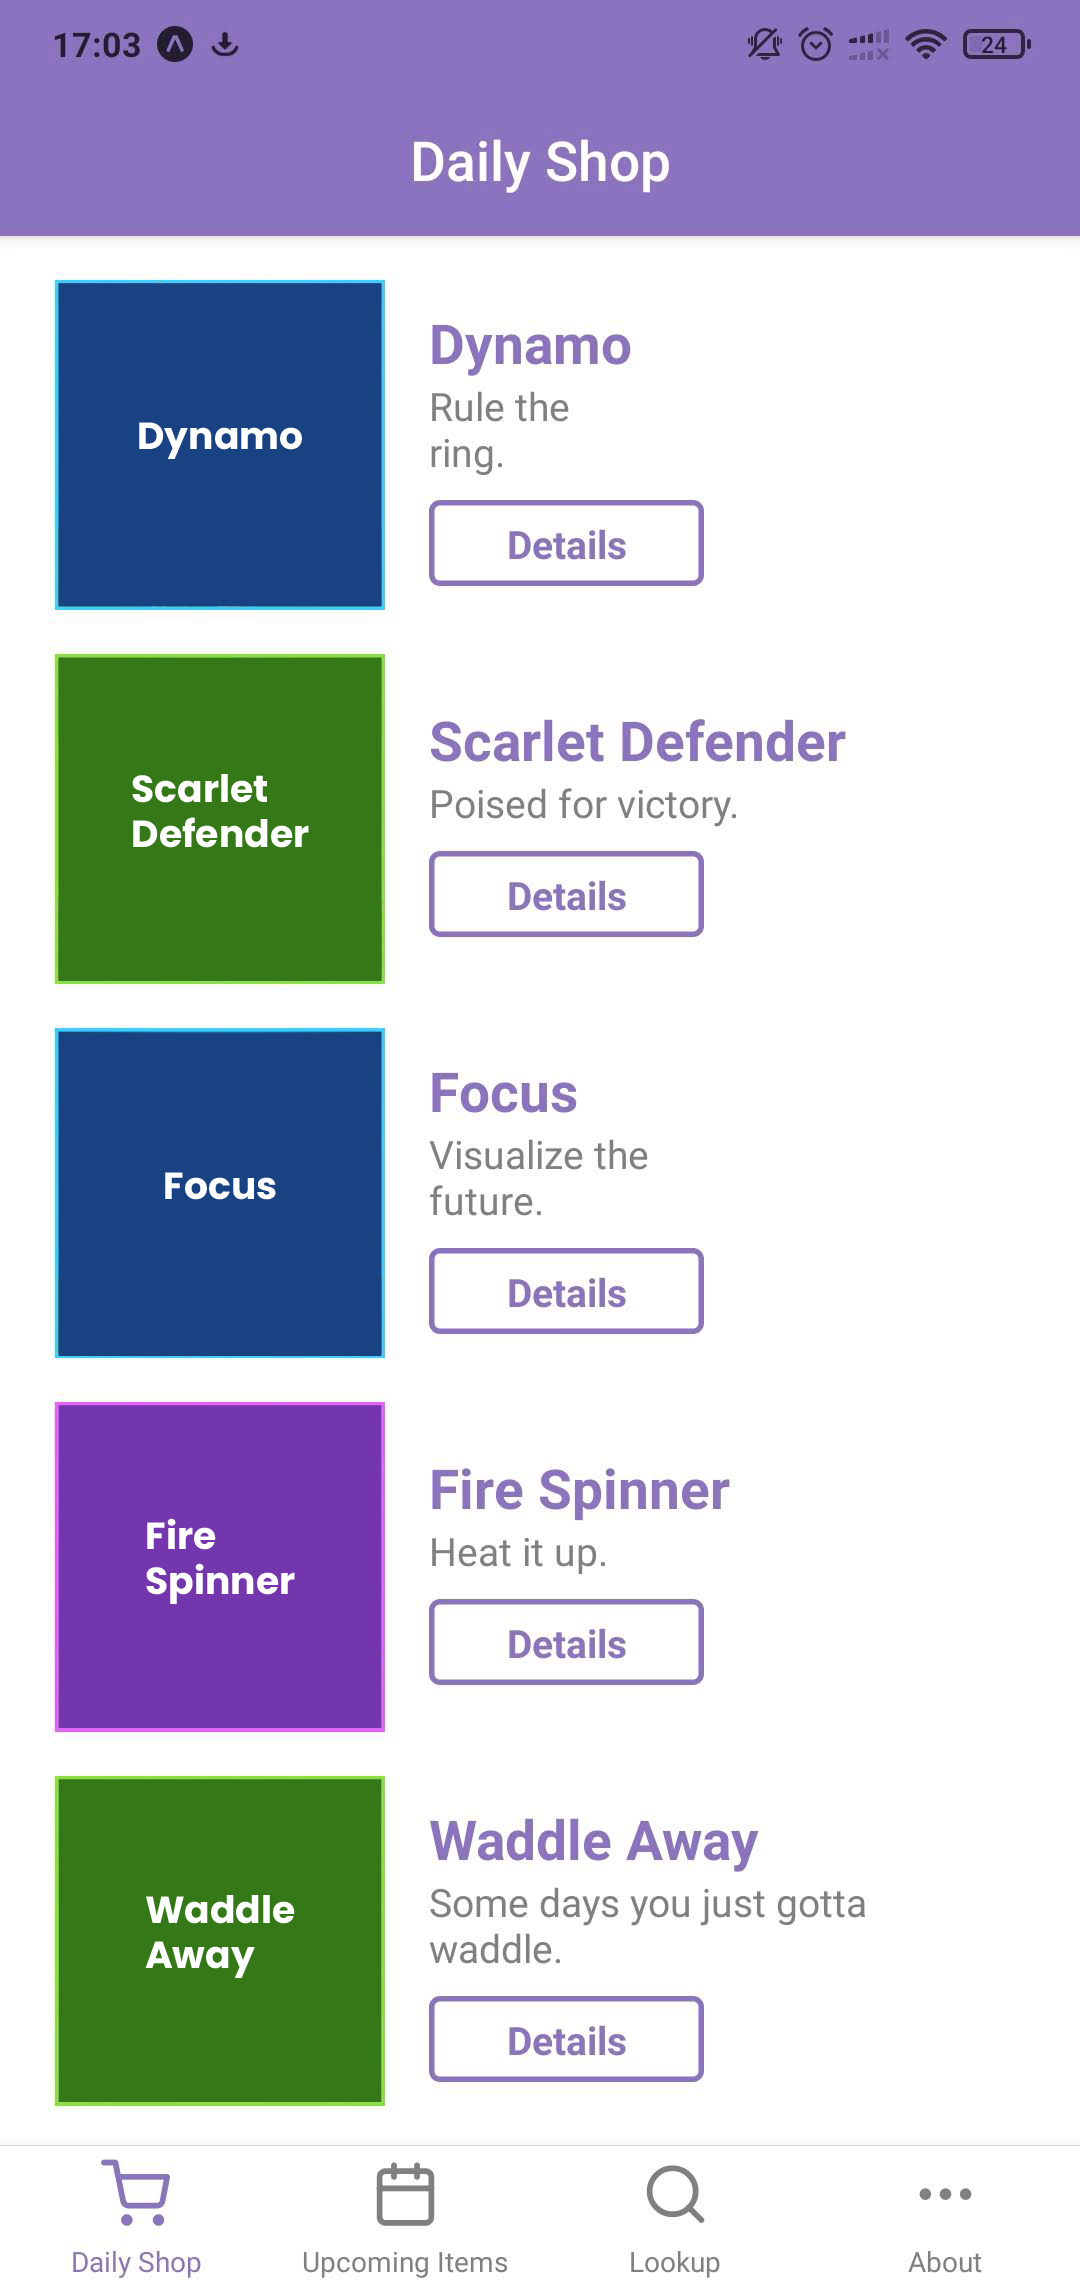 17:03
24
Daily Shop
Dynamo
Dynamo
Rule the
ring.
Details
Scarlet
Defender
Scarlet Defender
Poised for victory.
Details
Focus
Focus
Visualize the
future.
Details
Fire
Spinner
Fire Spinner
Heat it up.
Details
Waddle
Away
Waddle Away
Some days you just gotta
waddle.
Details
Daily Shop
Upcoming Items
Lookup
About